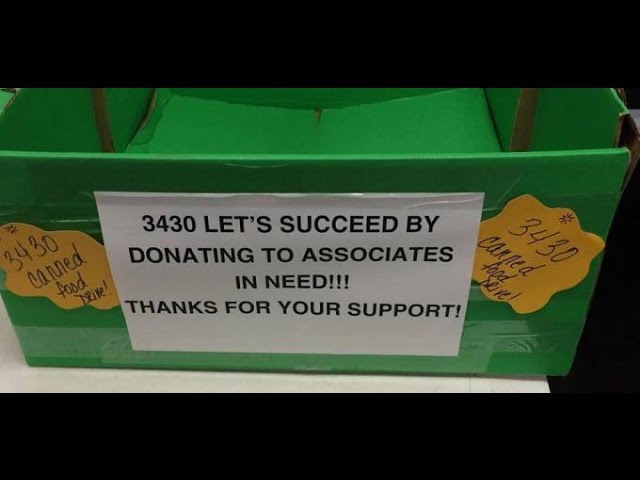 3430 LET'S SUCCEED BY
DONATING TO ASSOCIATES
IN NEED!!!
THANKS FOR YOUR SUPPORT!
3430
canned
food
Drive!
3430
canned
food
Drive!